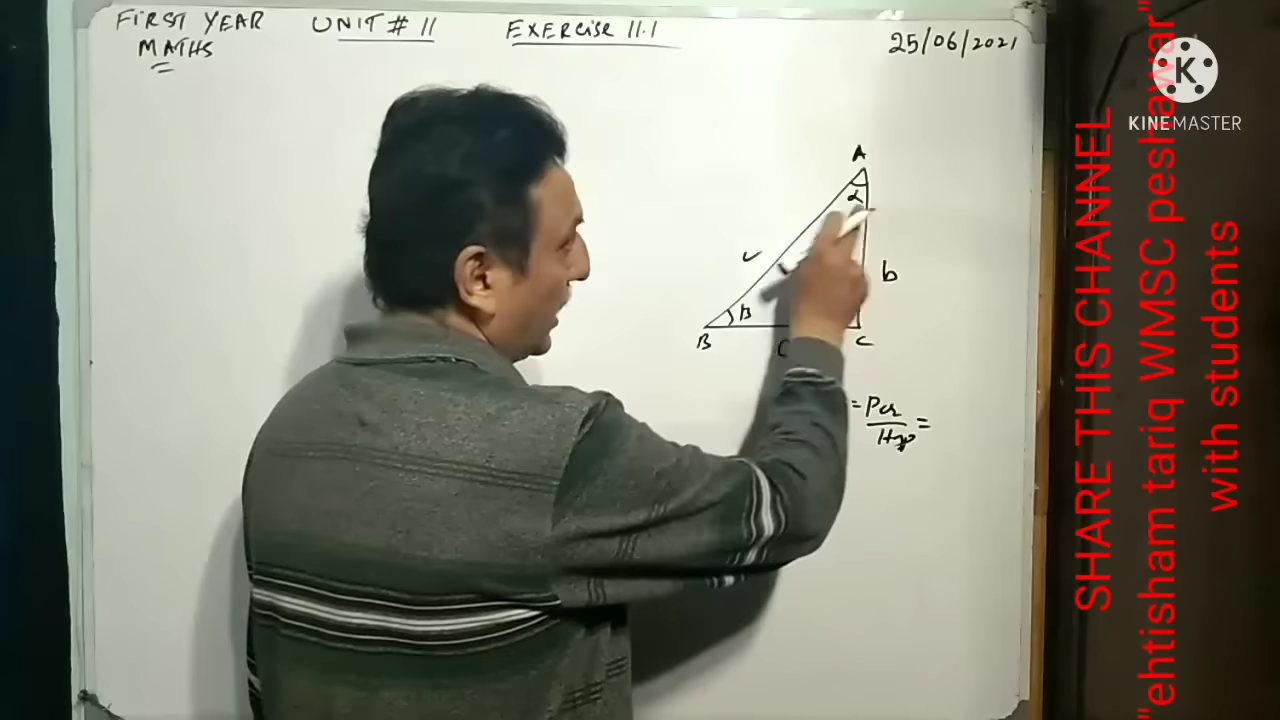 FIRST YEAR UNIT # 11 EXERCISE 11.1 25/06/2021
MATHS
A
α
b
B
B C
= Per
Hyp =
KINEMASTER
SHARE THIS CHANNEL
"ehtisham tariq WMSC peshawar"
with students